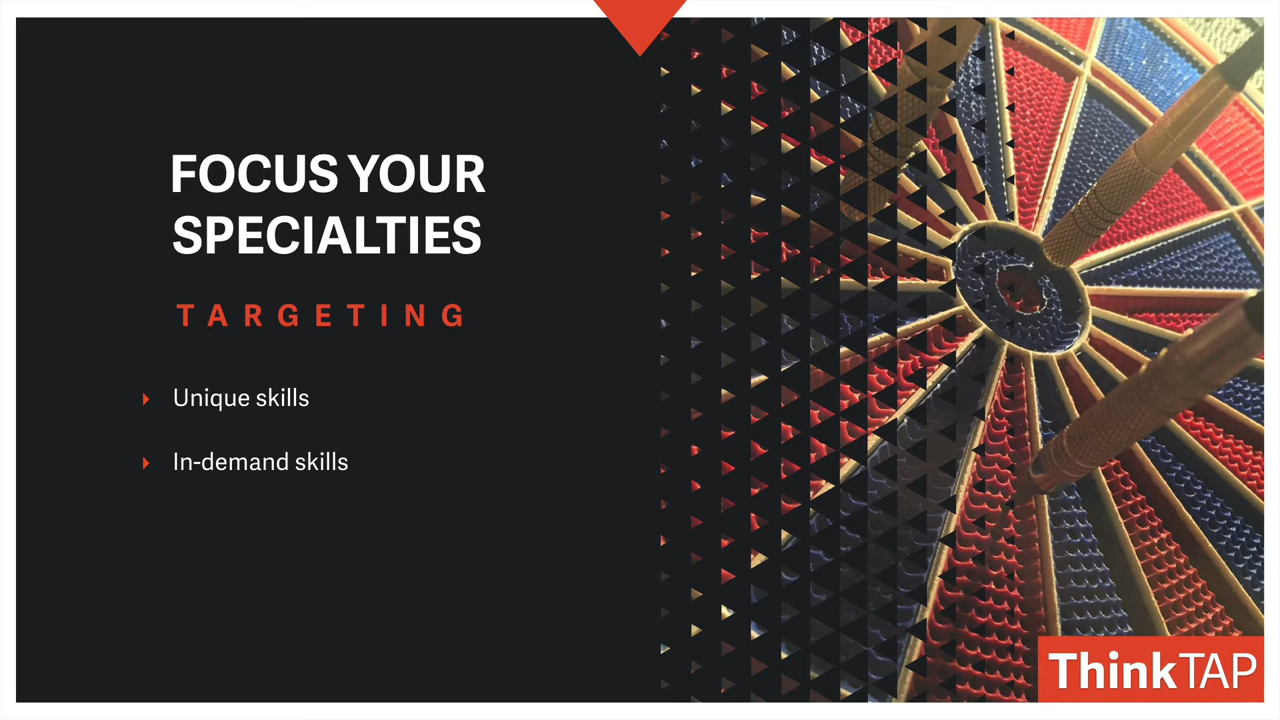 FOCUS YOUR
SPECIALTIES
TARGETING
Unique skills
In-demand skills
ThinkTAP